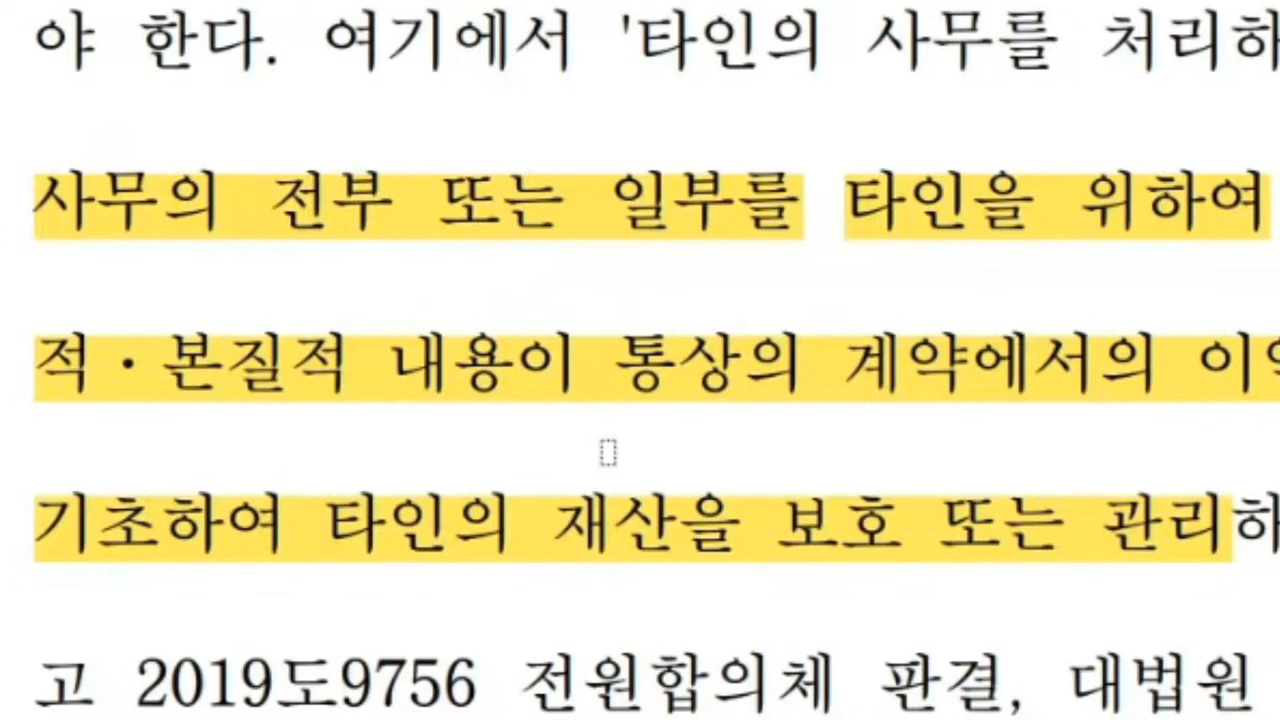 야 한다. 여기에서 '타인의 사무를 처리하
사무의 전부 또는 일부를 타인을 위하여
적·본질적 내용이 통상의 계약에서의 이
기초하여 타인의 재산을 보호 또는 관리하
고 2019도9756 전원합의체 판결, 대법원